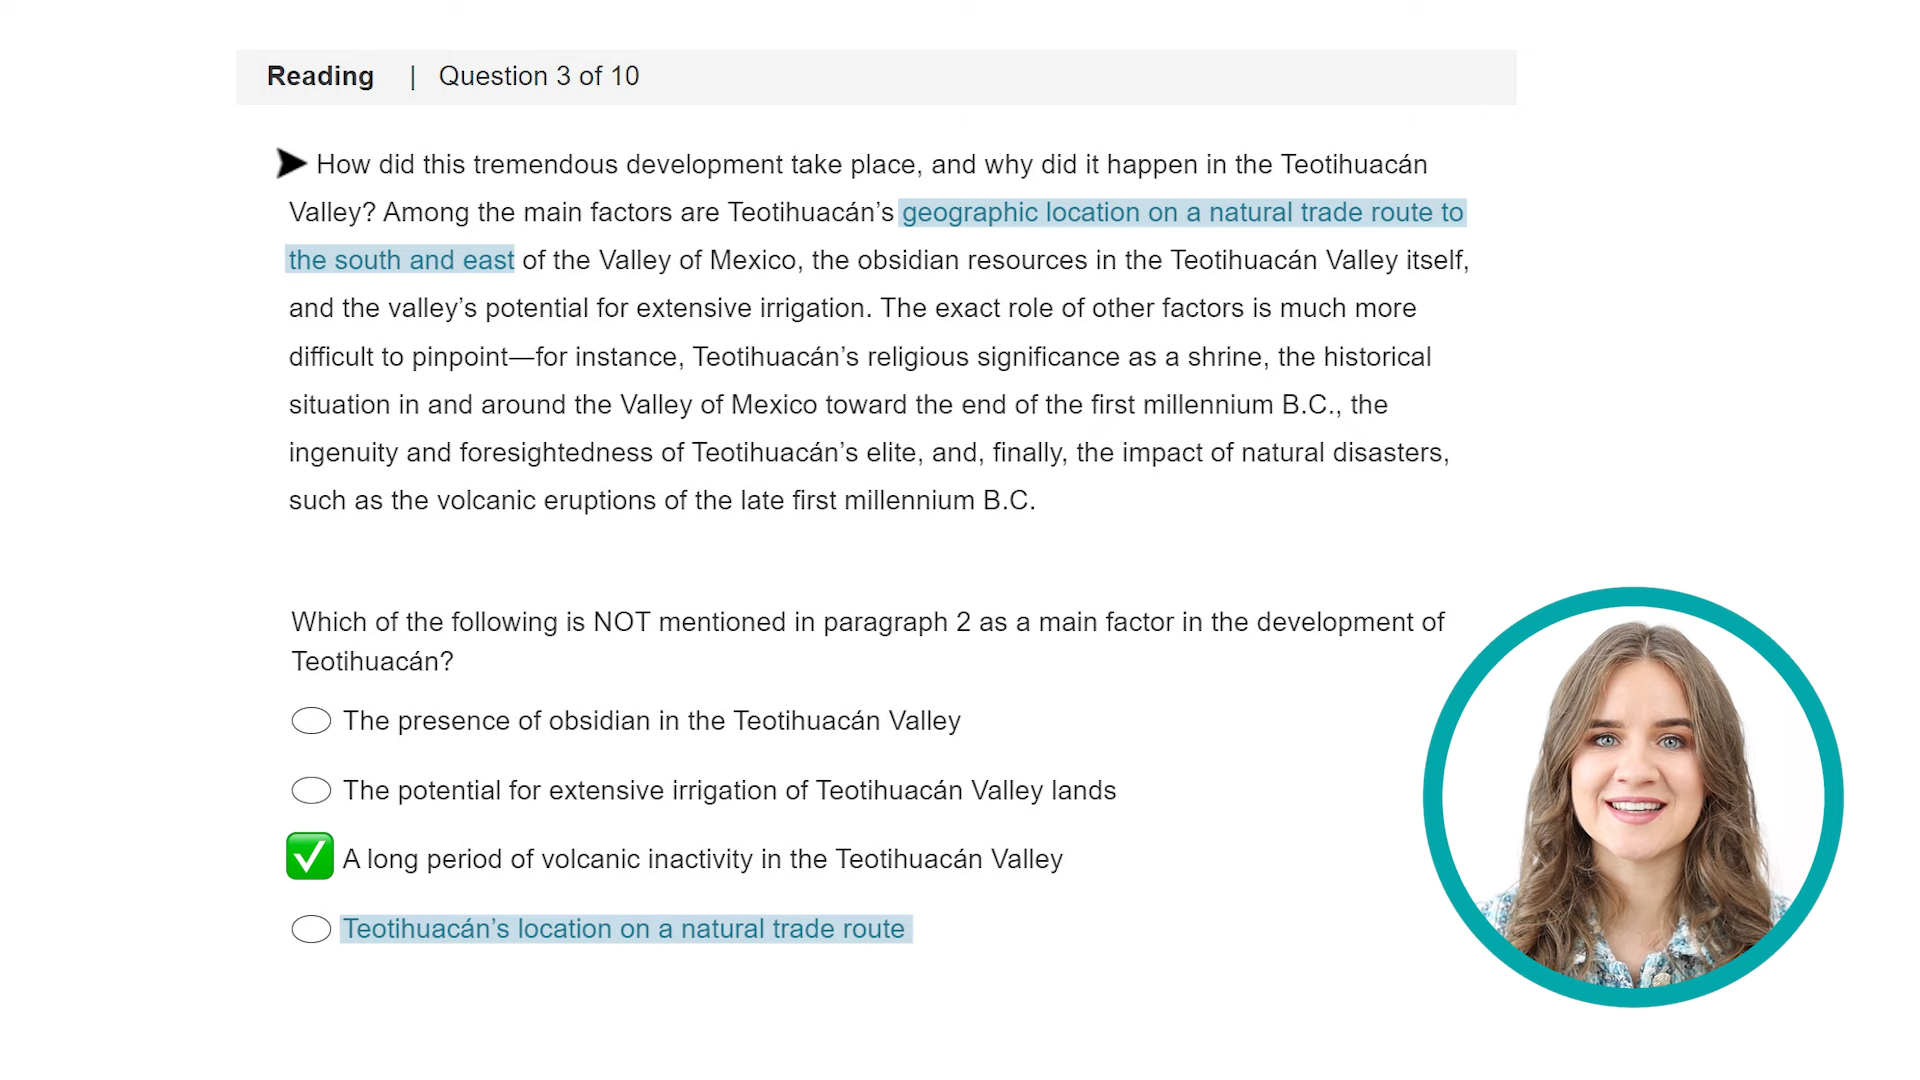 Reading | Question 3 of 10
How did this tremendous development take place, and why did it happen in the Teotihuacán
Valley? Among the main factors are Teotihuacán’s geographic location on a natural trade route to
the south and east of the Valley of Mexico, the obsidian resources in the Teotihuacán Valley itself,
and the valley’s potential for extensive irrigation. The exact role of other factors is much more
difficult to pinpoint—for instance, Teotihuacán’s religious significance as a shrine, the historical
situation in and around the Valley of Mexico toward the end of the first millennium B.C., the
ingenuity and foresightedness of Teotihuacán’s elite, and, finally, the impact of natural disasters,
such as the volcanic eruptions of the late first millennium B.C.
Which of the following is NOT mentioned in paragraph 2 as a main factor in the development of
Teotihuacán?
The presence of obsidian in the Teotihuacán Valley
The potential for extensive irrigation of Teotihuacán Valley lands
A long period of volcanic inactivity in the Teotihuacán Valley
Teotihuacán’s location on a natural trade route